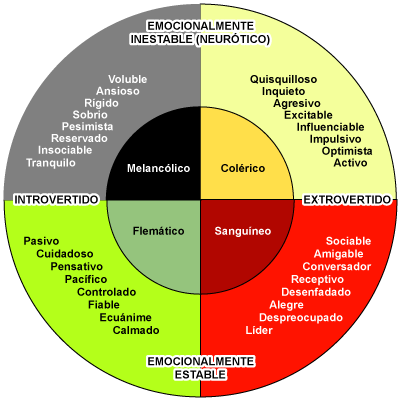 EMOCIONALMENTE
INESTABLE (NEURÓTICO)
Voluble
Ansioso
Rígido
Sobrio
Pesimista
Reservado
Insociable
Tranquilo
Quisquilloso
Inquieto
Agresivo
Excitable
Influenciable
Impulsivo
Optimista
Activo
Melancólico
Colérico
INTROVERTIDO
EXTROVERTIDO
Flemático
Sanguíneo
Pasivo
Cuidadoso
Pensativo
Pacífico
Controlado
Fiable
Ecuánime
Calmado
Sociable
Amigable
Conversador
Receptivo
Desenfadado
Alegre
Despreocupado
Líder
EMOCIONALMENTE
ESTABLE